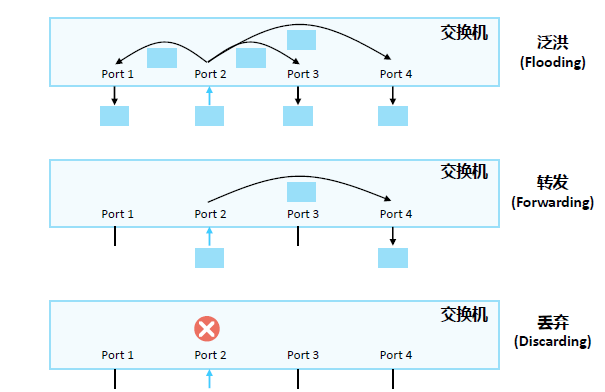 交换机
泛洪
(Flooding)
Port 1 Port 2 Port 3 Port 4
交换机
转发
(Forwarding)
Port 1 Port 2 Port 3 Port 4
交换机
丢弃
(Discarding)
Port 1 Port 2 Port 3 Port 4